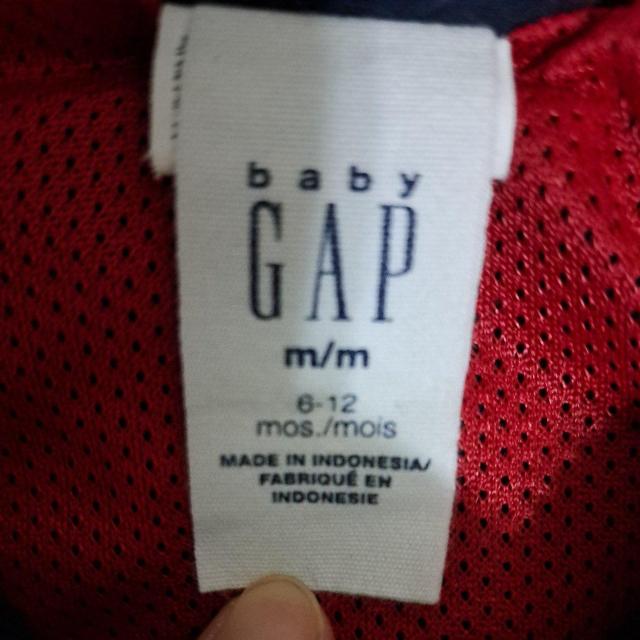 baby
GAP
m/m
6-12
mos./mois
MADE IN INDONESIA/
FABRIQUÉ EN
INDONESIE